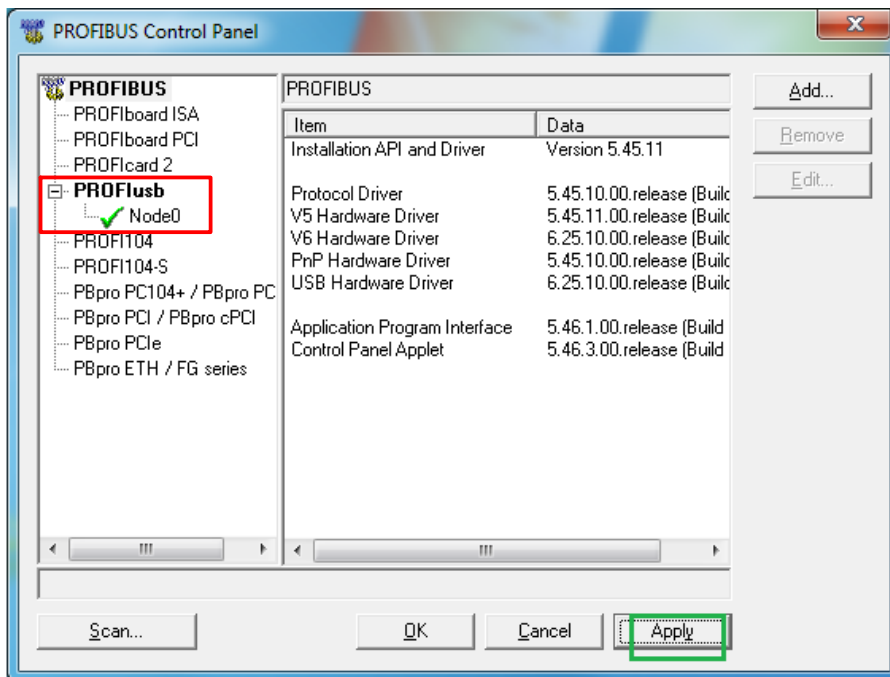 PROFIBUS Control Panel
PROFIBUS
PROFIboard ISA
PROFIboard PCI
PROFIcard 2
PROFIusb
Node0
PROFI104
PROFI104-S
PBpro PC104+ / PBpro PC
PBpro PCI / PBpro cPCI
PBpro PCIe
PBpro ETH / FG series
PROFIBUS
Item Data
Installation API and Driver Version 5.45.11
Protocol Driver 5.45.10.00.release (Build
V5 Hardware Driver 5.45.11.00.release (Build
V6 Hardware Driver 6.25.10.00.release (Build
PnP Hardware Driver 5.45.10.00.release (Build
USB Hardware Driver 6.25.10.00.release (Build
Application Program Interface 5.46.1.00.release (Build
Control Panel Applet 5.46.3.00.release (Build
Add...
Remove
Edit...
Scan... OK Cancel Apply